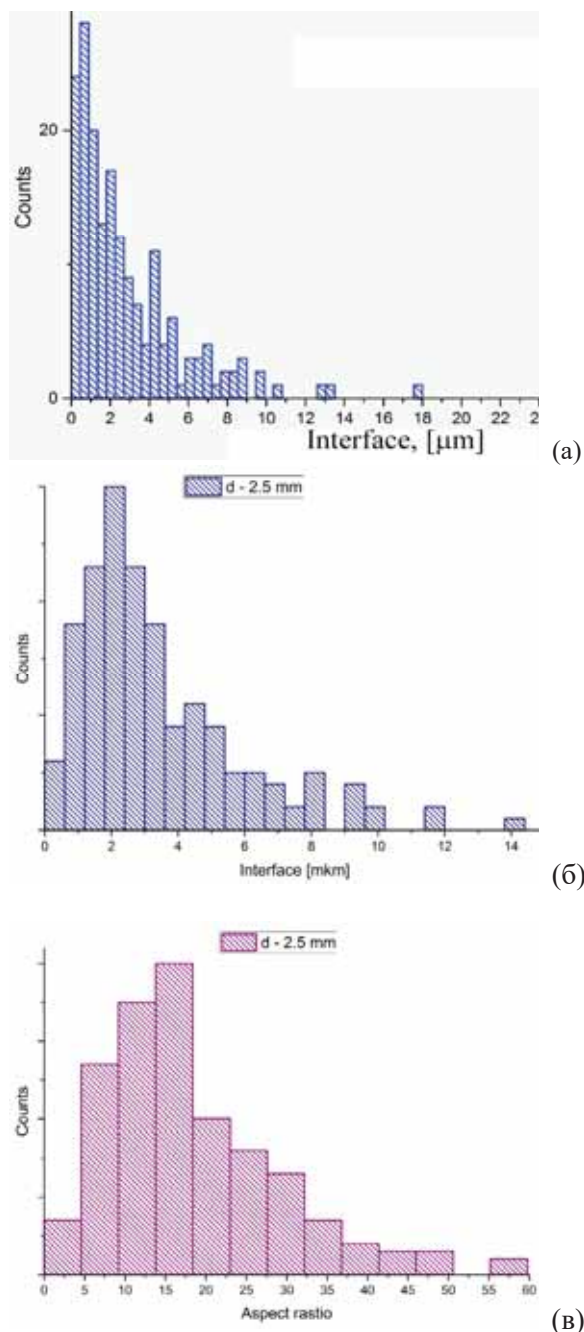 20
Counts
0
0 2 4 6 8 10 12 14 16 18 20 22 24
Interface, [μm]
(а)
d - 2.5 mm
Counts
0 2 4 6 8 10 12 14
Interface [mkm]
(б)
d - 2.5 mm
Counts
0 5 10 15 20 25 30 35 40 45 50 55 60
Aspect rastio
(в)